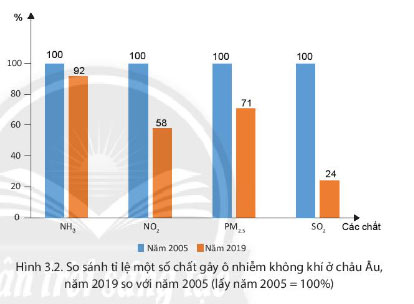 %
100 100 100 100
92
58
71
24
100
80
60
40
20
0
NH₃ NO₂ PM₂.₅ SO₂ Các chất
Năm 2005 Năm 2019
Hình 3.2. So sánh tỉ lệ một số chất gây ô nhiễm không khí ở châu Âu,
năm 2019 so với năm 2005 (lấy năm 2005 = 100%)